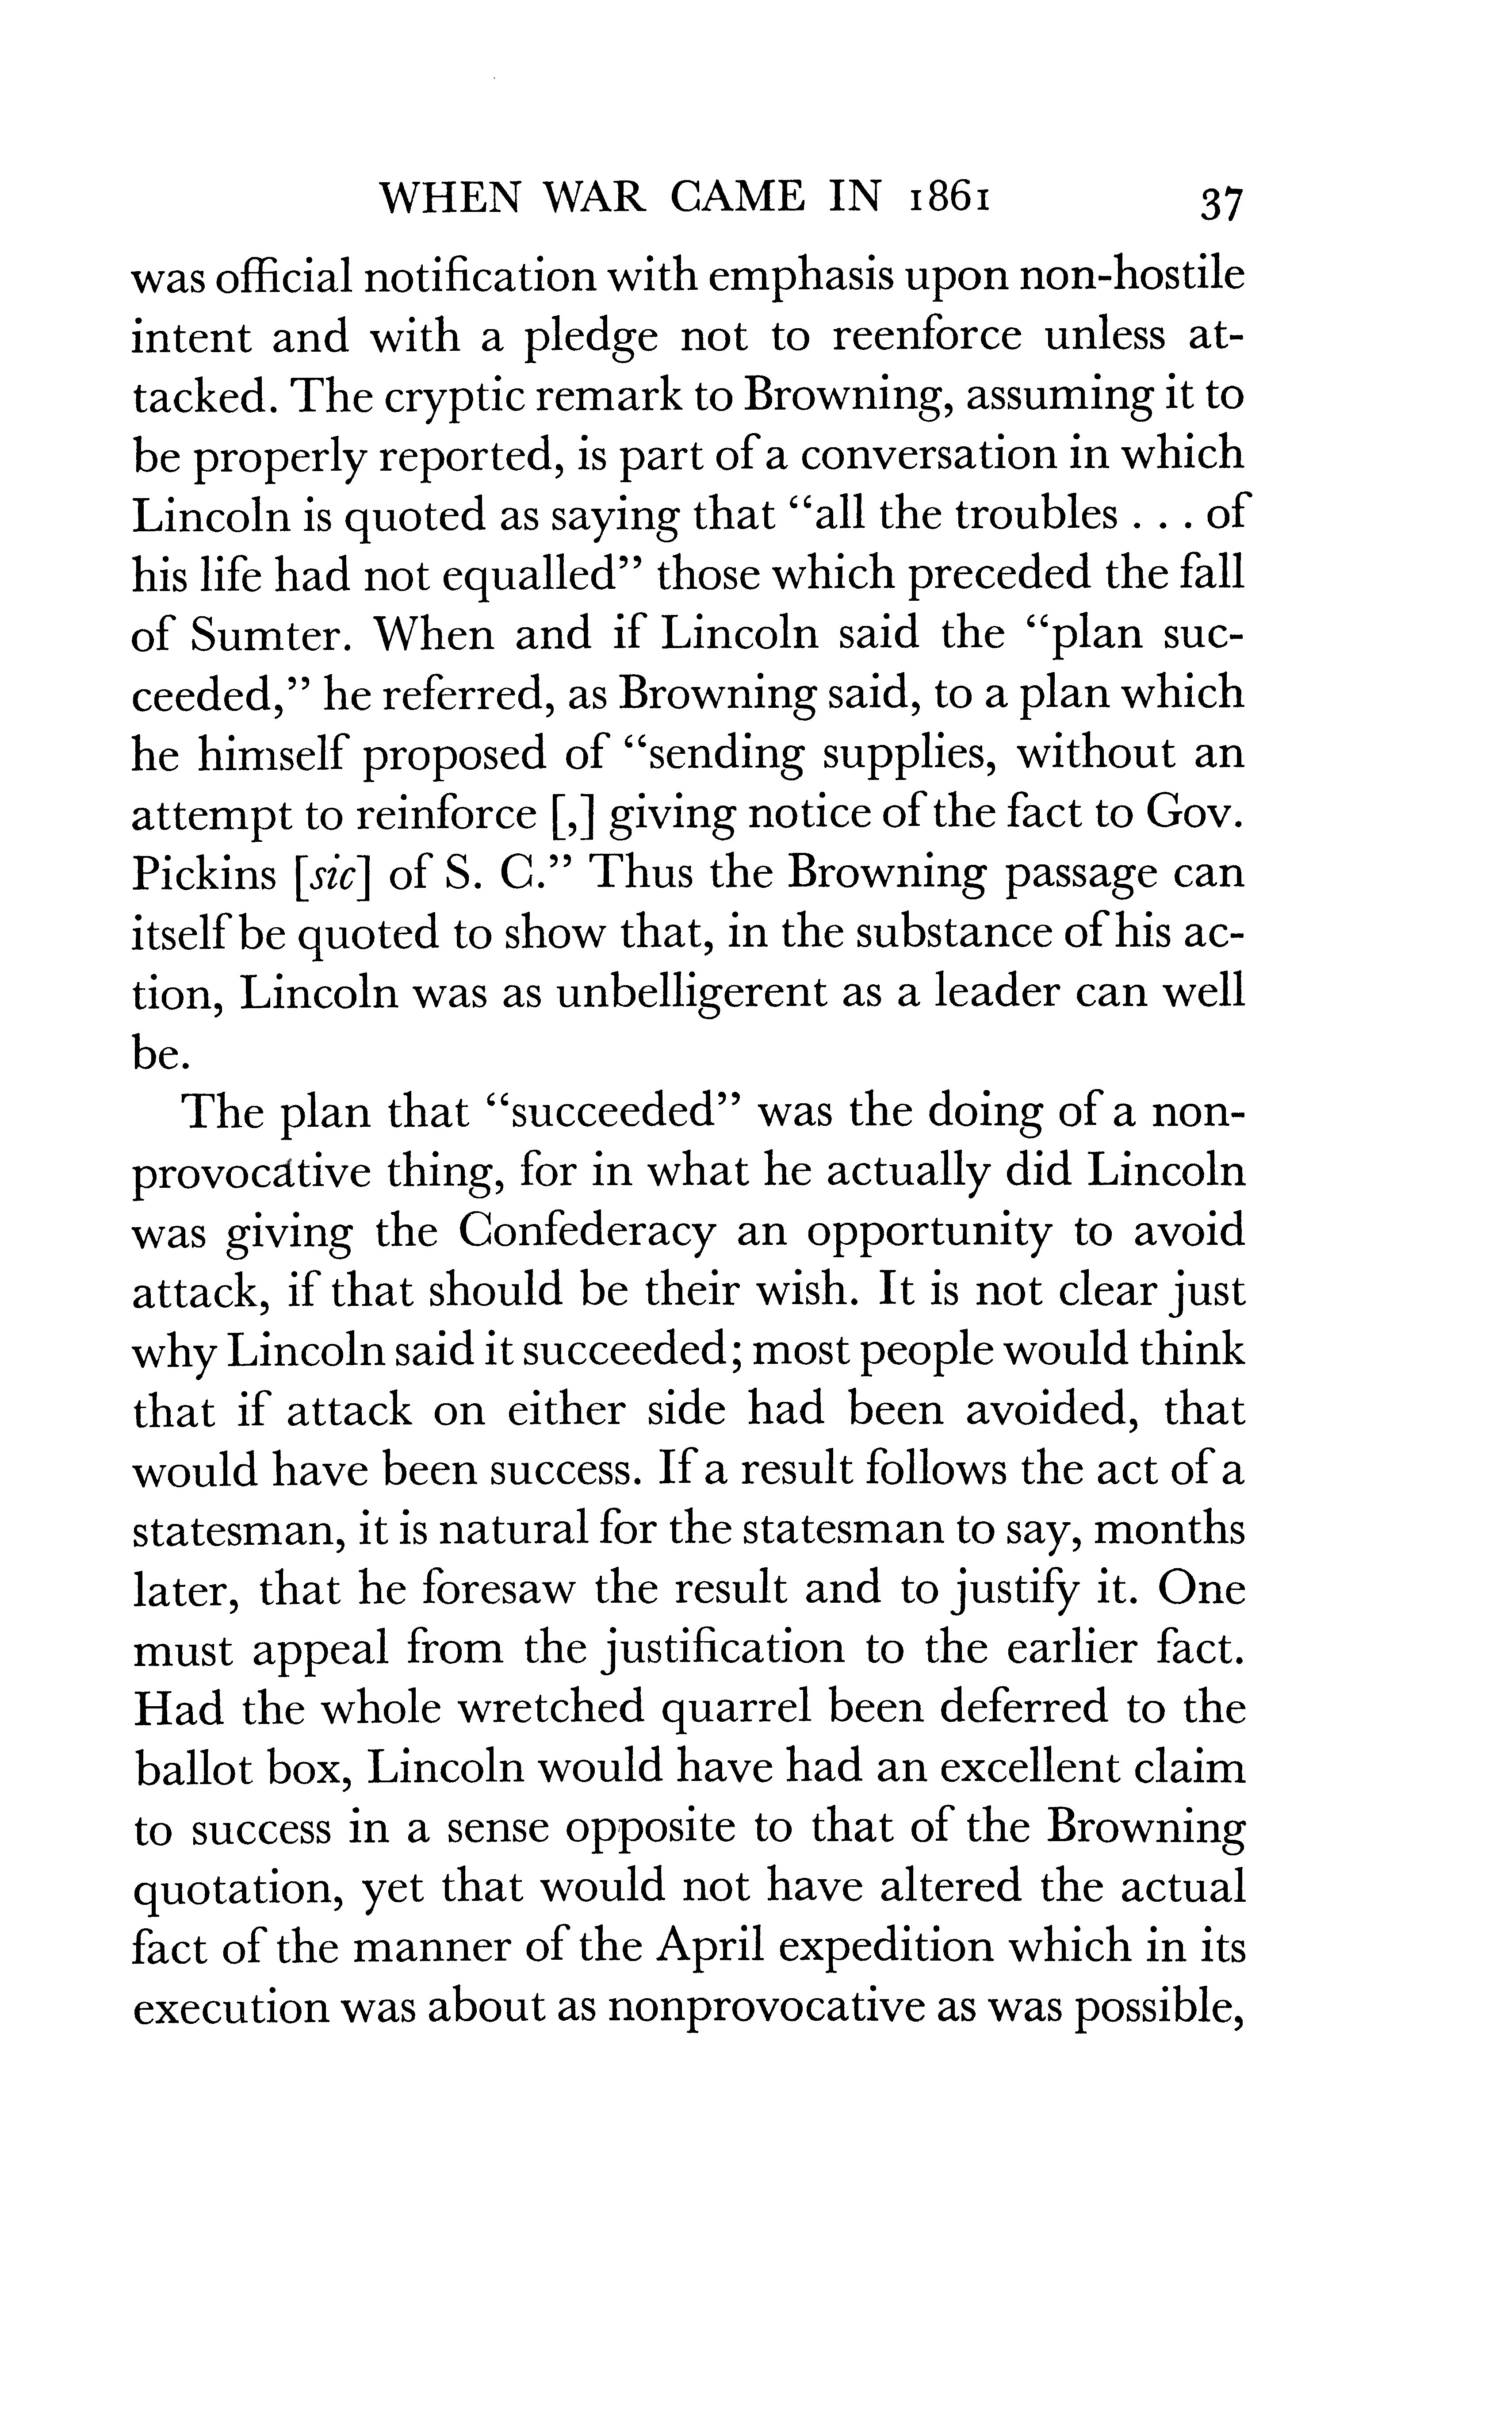 WHEN WAR CAME IN 1861 37
was official notification with emphasis upon non-hostile
intent and with a pledge not to reenforce unless at-
tacked. The cryptic remark to Browning, assuming it to
be properly reported, is part of a conversation in which
Lincoln is quoted as saying that “all the troubles . . . of
his life had not equalled” those which preceded the fall
of Sumter. When and if Lincoln said the “plan suc-
ceeded,” he referred, as Browning said, to a plan which
he himself proposed of “sending supplies, without an
attempt to reinforce [,] giving notice of the fact to Gov.
Pickins [sic] of S. C.” Thus the Browning passage can
itself be quoted to show that, in the substance of his ac-
tion, Lincoln was as unbelligerent as a leader can well
be.
The plan that “succeeded” was the doing of a non-
provocative thing, for in what he actually did Lincoln
was giving the Confederacy an opportunity to avoid
attack, if that should be their wish. It is not clear just
why Lincoln said it succeeded; most people would think
that if attack on either side had been avoided, that
would have been success. If a result follows the act of a
statesman, it is natural for the statesman to say, months
later, that he foresaw the result and to justify it. One
must appeal from the justification to the earlier fact.
Had the whole wretched quarrel been deferred to the
ballot box, Lincoln would have had an excellent claim
to success in a sense opposite to that of the Browning
quotation, yet that would not have altered the actual
fact of the manner of the April expedition which in its
execution was about as nonprovocative as was possible,